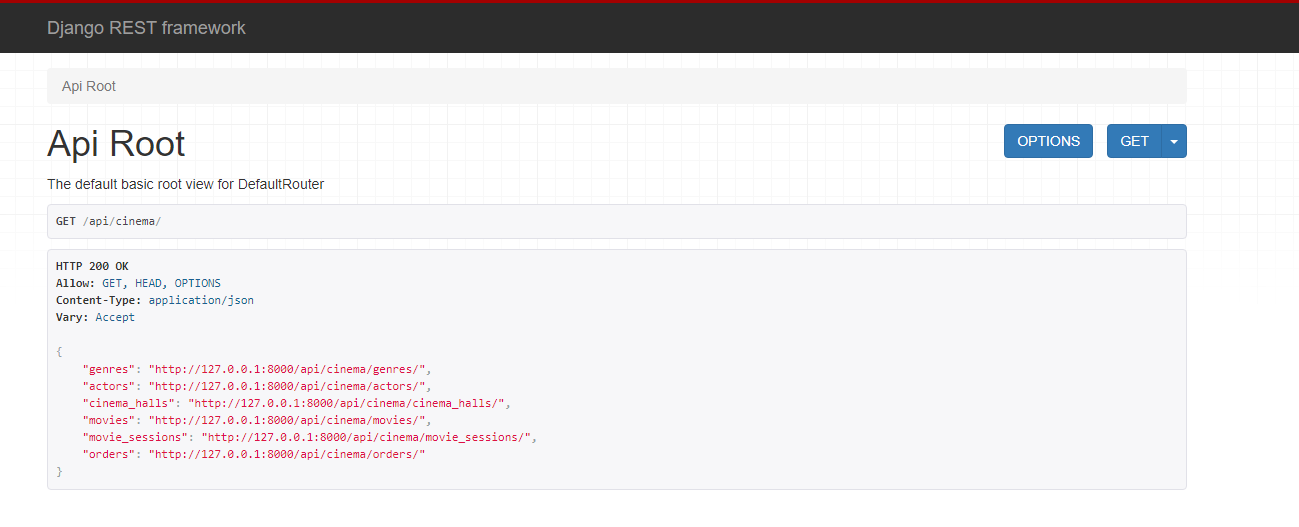 Django REST framework
Api Root
Api Root
OPTIONS
GET
The default basic root view for DefaultRouter
GET /api/cinema/
HTTP 200 OK
Allow: GET, HEAD, OPTIONS
Content-Type: application/json
Vary: Accept
{
    "genres": "http://127.0.0.1:8000/api/cinema/genres/",
    "actors": "http://127.0.0.1:8000/api/cinema/actors/",
    "cinema_halls": "http://127.0.0.1:8000/api/cinema/cinema_halls/",
    "movies": "http://127.0.0.1:8000/api/cinema/movies/",
    "movie_sessions": "http://127.0.0.1:8000/api/cinema/movie_sessions/",
    "orders": "http://127.0.0.1:8000/api/cinema/orders/"
}